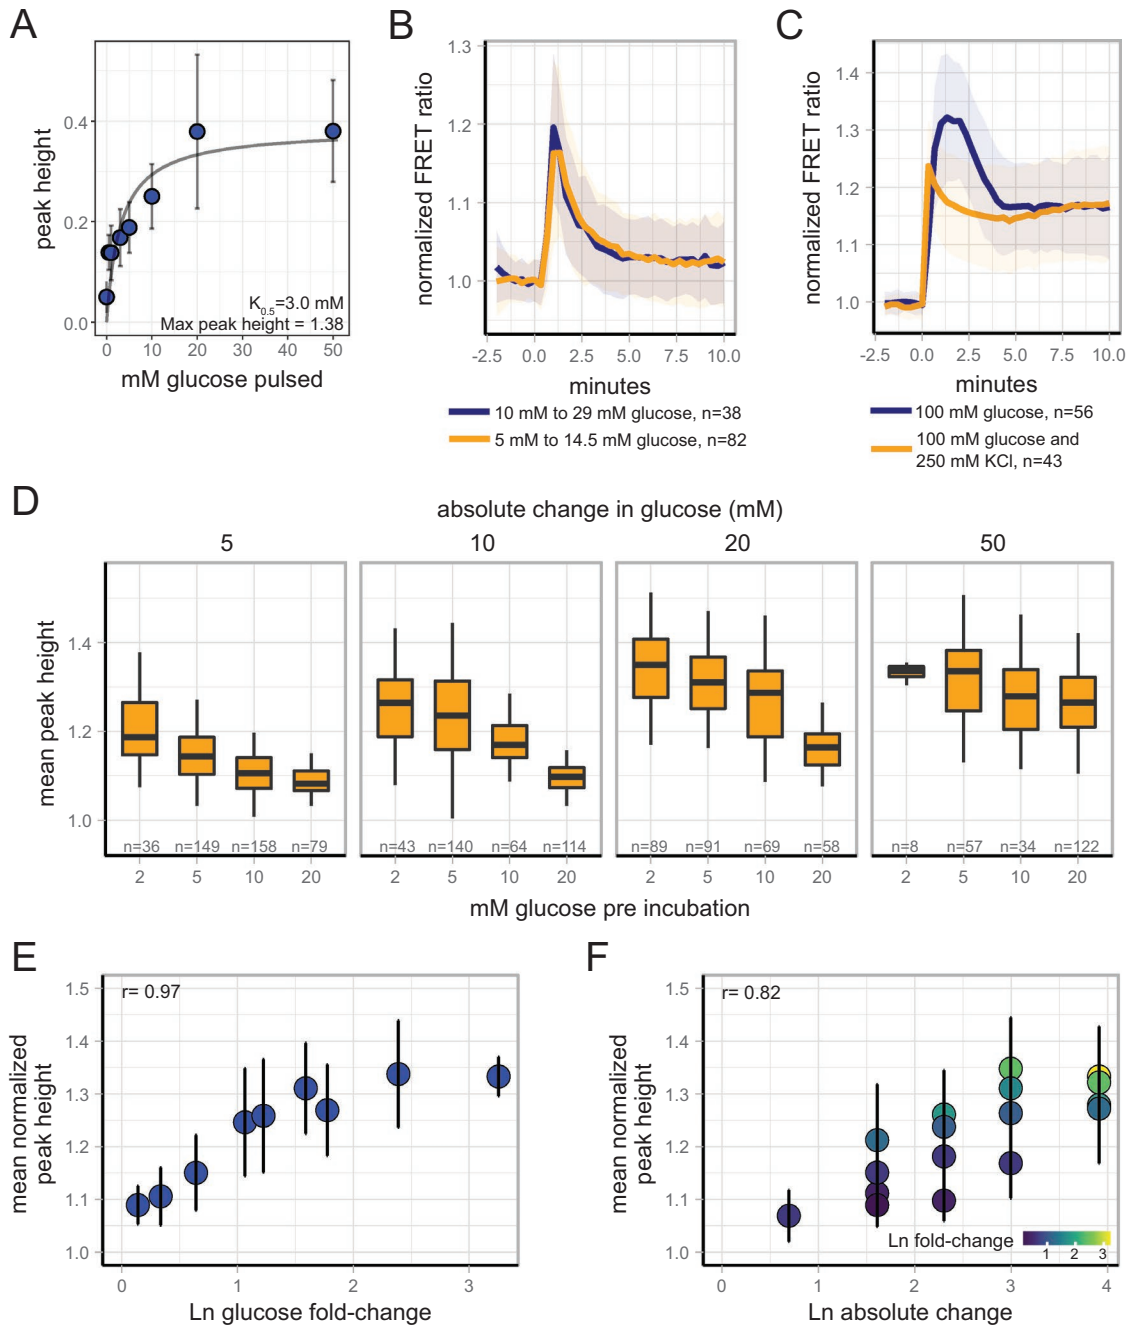 A
peak height
0.4
0.2
0.0
K0.5=3.0 mM
Max peak height = 1.38
0 10 20 30 40 50
mM glucose pulsed
B
normalized FRET ratio
1.3
1.2
1.1
1.0
-2.5 0.0 2.5 5.0 7.5 10.0
minutes
10 mM to 29 mM glucose, n=38
5 mM to 14.5 mM glucose, n=82
C
normalized FRET ratio
1.4
1.3
1.2
1.1
1.0
-2.5 0.0 2.5 5.0 7.5 10.0
minutes
100 mM glucose, n=56
100 mM glucose and
250 mM KCl, n=43
D
absolute change in glucose (mM)
5 10 20 50
mean peak height
1.4
1.2
1.0
n=36 n=149 n=158 n=79 n=43 n=140 n=64 n=114 n=89 n=91 n=69 n=58 n=8 n=57 n=34 n=122
2 5 10 20 2 5 10 20 2 5 10 20 2 5 10 20
mM glucose pre incubation
E
mean normalized
peak height
1.5
1.4
1.3
1.2
1.1
1.0
r= 0.97
0 1 2 3
Ln glucose fold-change
F
mean normalized
peak height
1.5
1.4
1.3
1.2
1.1
1.0
r= 0.82
Ln fold-change
1 2 3
0 1 2 3 4
Ln absolute change